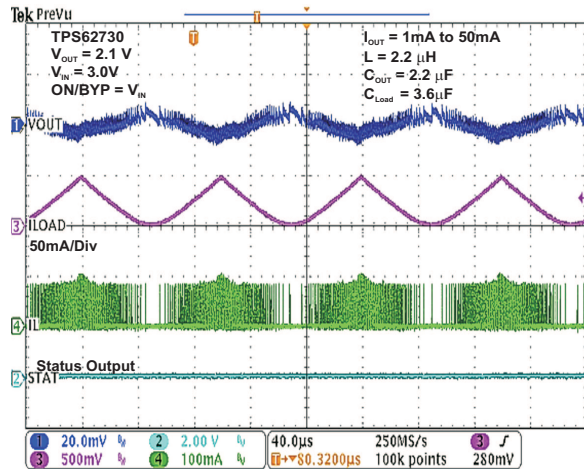 Tek PreVu
T
T
TPS62730
VOUT = 2.1 V
VIN = 3.0V
ON/BYP = VIN
IOUT = 1mA to 50mA
L = 2.2 μH
COUT = 2.2 μF
CLoad = 3.6μF
1 VOUT
3 ILOAD
50mA/Div
4 IL
Status Output
2 STAT
1 20.0mV 2 2.00 V
3 500mV 4 100mA
40.0μs 250MS/s 3
T→▼80.3200μs 100k points 280mV